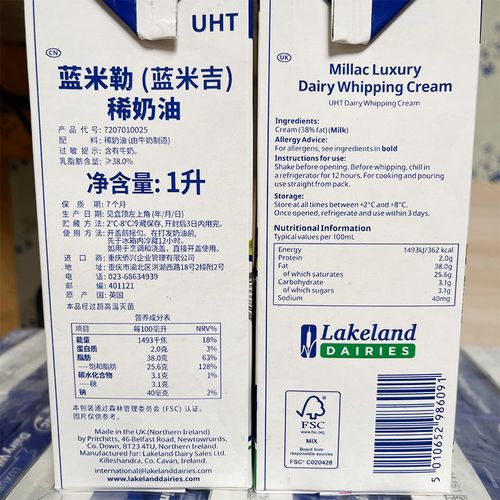 UHT
CN
蓝米勒 (蓝米吉)
稀奶油
产品代号: 7207010025
配料: 稀奶油 (由牛奶制造)
过敏提示: 含有牛奶。
乳脂肪含量: ≥38.0%
净含量: 1升
保质期: 7个月
生产日期: 见盒顶左上角 (年/月/日)
贮藏方法: 2°C-8°C冷藏保存, 开封后3日内用完。
使用方法: 开盖前摇匀。在打发奶油前,
先于冰箱内冷藏12小时。
如用于烹调和浇盖, 直接开盖使用。
进口商: 重庆侨兴企业管理有限公司
地址: 重庆市渝北区洪湖西路18号2幢附2号
电话: 023-68634939
邮编: 401121
原产国: 英国
本品经过超高温灭菌
营养成分表
项目 每100毫升 NRV%
能量 1493千焦 18%
蛋白质 2.0克 3%
脂肪 38.0克 63%
—饱和脂肪 25.6克 128%
碳水化合物 3.1克 1%
—糖 3.1克
钠 40毫克 2%
本包装通过森林管理委员会 (FSC) 认证。
图片仅供参考。
Made in the UK (Northern Ireland)
by Pritchitts, 46 Belfast Road, Newtownards,
Co. Down, BT23 4TU, Northern Ireland.
Manufactured for: Lakeland Dairy Sales Ltd.
Killeshandra, Co. Cavan, Ireland.
international@lakelanddairies.com
www.lakelanddairies.com
UK
Millac Luxury
Dairy Whipping Cream
UHT Dairy Whipping Cream
Ingredients:
Cream (38% fat) (Milk)
Allergy Advice:
For allergens, see ingredients in bold
Instructions for use:
Shake before opening. Before whipping, chill in
a refrigerator for 12 hours. For cooking and pouring
use straight from pack.
Storage:
Store at all times between +2°C and +8°C.
Once opened, refrigerate and use within 3 days.
Nutritional Information
Typical values per 100mL
Energy 1493kJ/362 kcal
Protein 2.0g
Fat 38.0g
of which saturates 25.6g
Carbohydrate 3.1g
of which sugars 3.1g
Sodium 40mg
Lakeland
DAIRIES
FSC
www.fsc.org
MIX
Board from
responsible sources
FSC® C020428
5 010652 986091